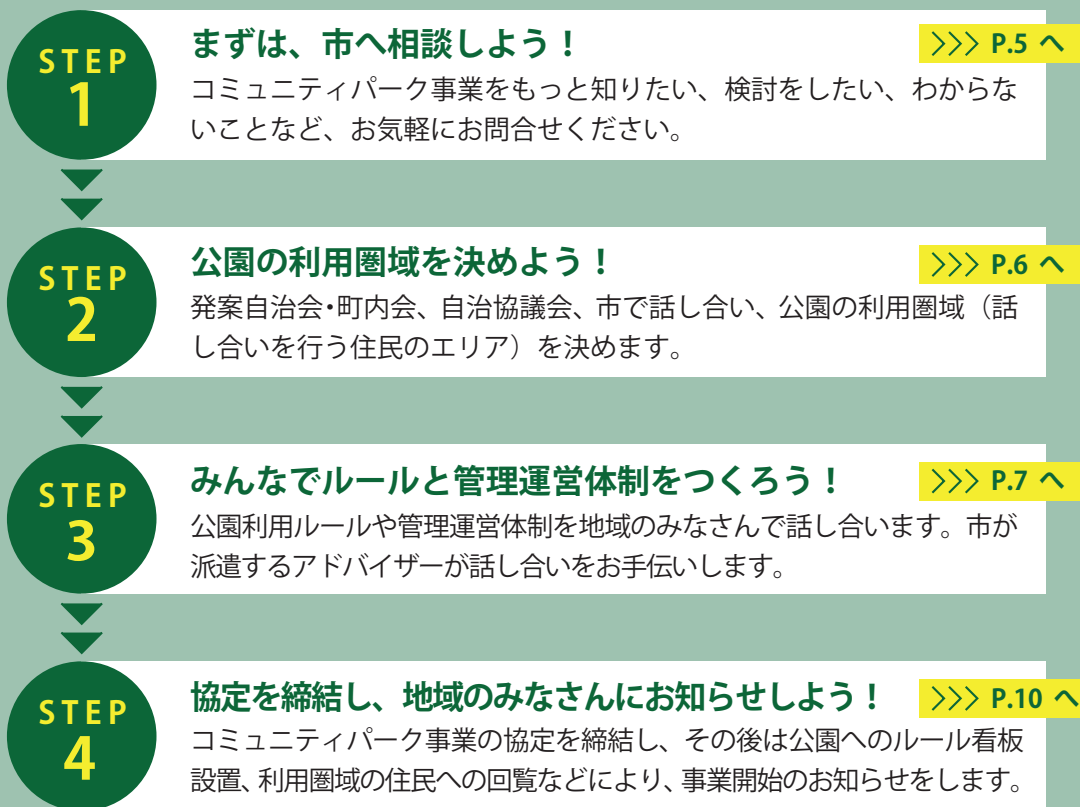 STEP
1
まずは、市へ相談しよう！
>>> P.5 へ
コミュニティパーク事業をもっと知りたい、検討をしたい、わからな
いことなど、お気軽にお問合せください。
STEP
2
公園の利用圏域を決めよう！
>>> P.6 へ
発案自治会・町内会、自治協議会、市で話し合い、公園の利用圏域（話
し合いを行う住民のエリア）を決めます。
STEP
3
みんなでルールと管理運営体制をつくろう！
>>> P.7 へ
公園利用ルールや管理運営体制を地域のみなさんで話し合います。市が
派遣するアドバイザーが話し合いをお手伝いします。
STEP
4
協定を締結し、地域のみなさんにお知らせしよう！
>>> P.10 へ
コミュニティパーク事業の協定を締結し、その後は公園へのルール看板
設置、利用圏域の住民への回覧などにより、事業開始のお知らせをします。